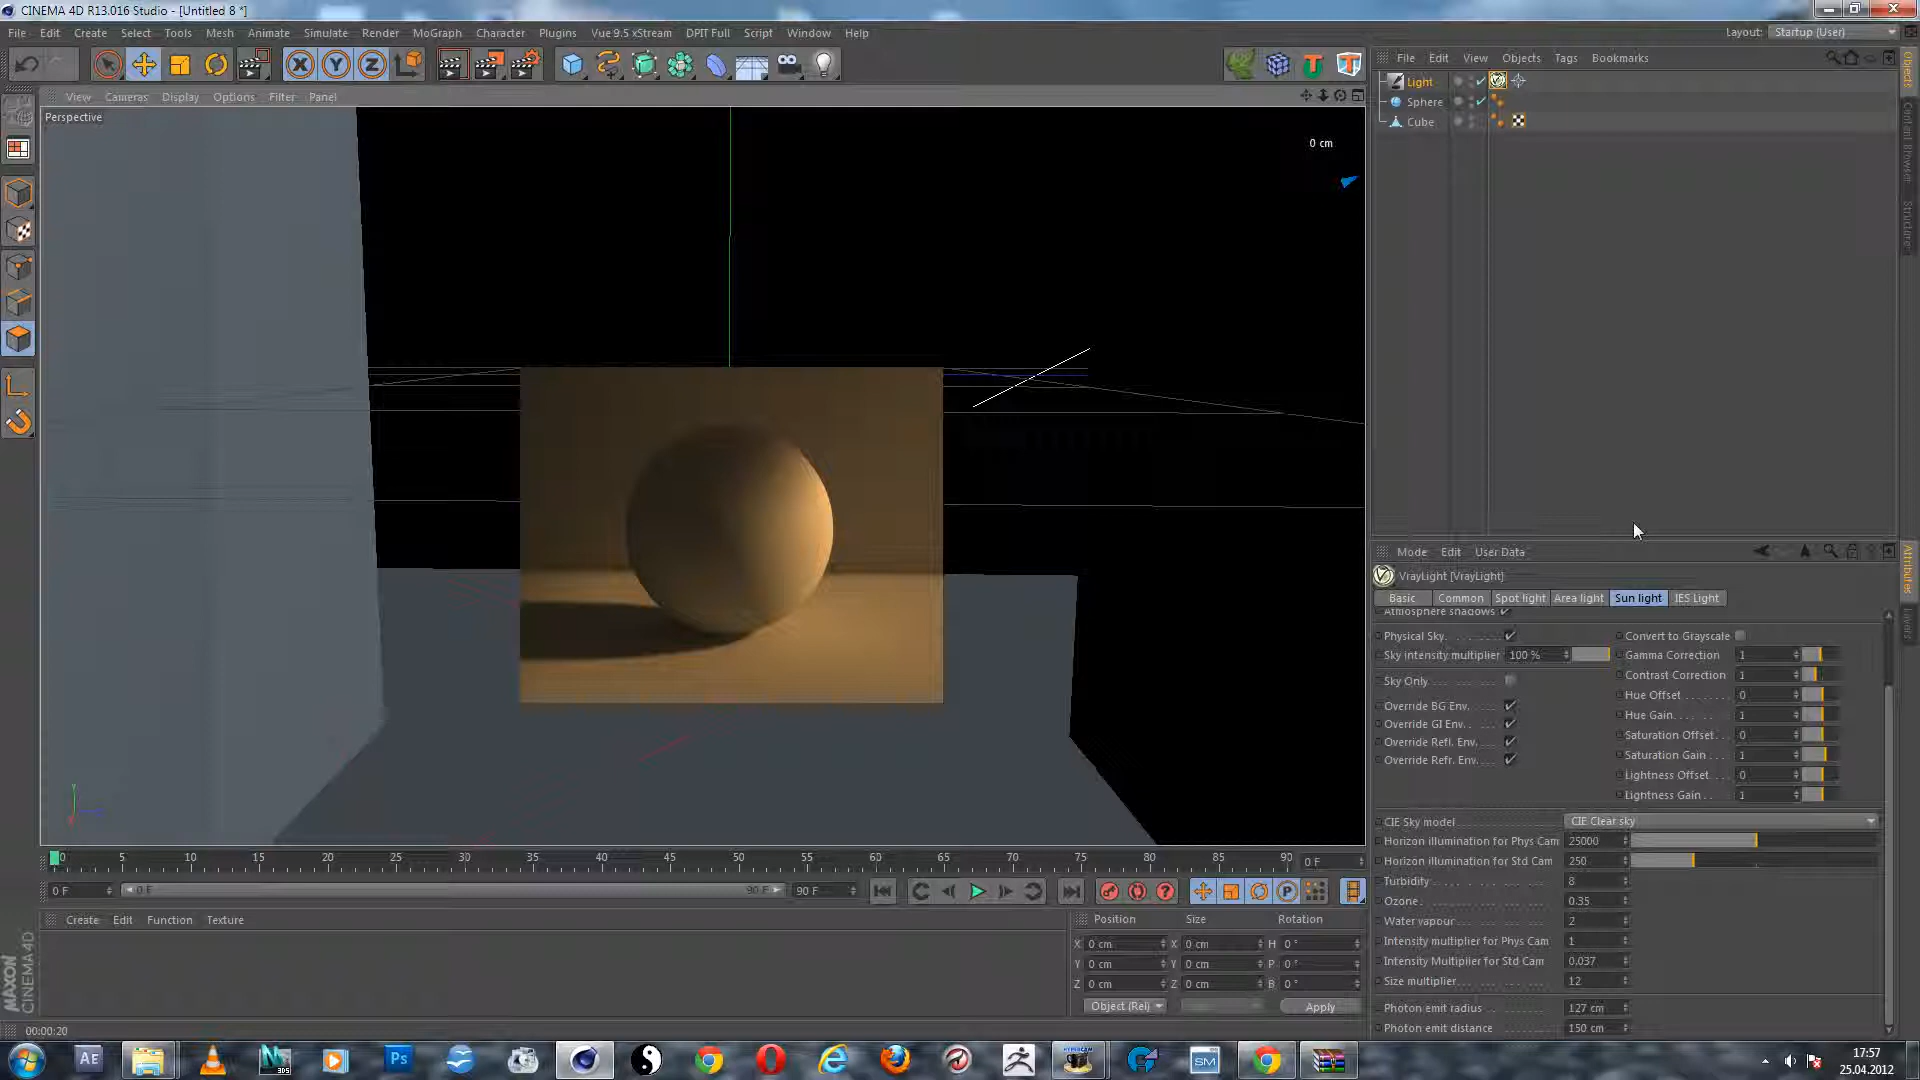 CINEMA 4D R13.016 Studio - [Untitled 8 *]
File Edit Create Select Tools Mesh Animate Simulate Render MoGraph Character Plugins Vue 9.5 xStream DPIT Full Script Window Help
Layout: Startup (User)
File Edit View Objects Tags Bookmarks
Light
Sphere
Cube
Objects
Content Browser
Structure
View Cameras Display Options Filter Panel
Perspective
0 cm
Mode Edit User Data
VrayLight [VrayLight]
Basic Common Spot light Area light Sun light IES Light
Atmosphere shadows
Physical Sky
Convert to Grayscale
Sky intensity multiplier 100 %
Gamma Correction 1
Contrast Correction 1
Sky Only
Hue Offset 0
Override BG Env.
Hue Gain 1
Override GI Env.
Saturation Offset 0
Override Refl. Env.
Saturation Gain 1
Override Refr. Env.
Lightness Offset 0
Lightness Gain 1
CIE Sky model CIE Clear sky
Horizon illumination for Phys Cam 25000
Horizon illumination for Std Cam 250
Turbidity 8
Ozone 0.35
Water vapour 2
Intensity multiplier for Phys Cam 1
Intensity Multiplier for Std Cam 0.037
Size multiplier 12
Photon emit radius 127 cm
Photon emit distance 150 cm
Attributes
Layers
0 5 10 15 20 25 30 35 40 45 50 55 60 65 70 75 80 85 90 0 F
0 F 0 F 90 F 90 F
Create Edit Function Texture
Position Size Rotation
X 0 cm X 0 cm H 0 °
Y 0 cm Y 0 cm P 0 °
Z 0 cm Z 0 cm B 0 °
Object (Rel) Apply
MAXON
CINEMA 4D
00:00:20
17:57
25.04.2012